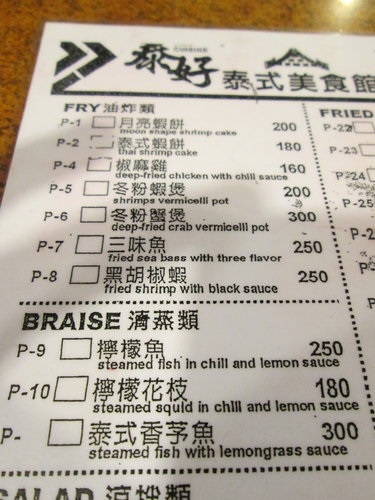 泰好 CUISINE 泰式美食館
FRY 油炸類
P-1 月亮蝦餅 200
moon shape shrimp cake
P-2 泰式蝦餅 180
thai shrimp cake
P-4 椒麻雞 160
deep-fried chicken with chili sauce
P-5 冬粉蝦煲 200
shrimps vermicelli pot
P-6 冬粉蟹煲 300
deep-fried crab vermicelli pot
P-7 三味魚 250
fried sea bass with three flavor
P-8 黑胡椒蝦 250
fried shrimp with black sauce
BRAISE 清蒸類
P-9 檸檬魚 250
steamed fish in chill and lemon sauce
P-10 檸檬花枝 180
steamed squid in chill and lemon sauce
P- 泰式香茅魚 300
steamed fish with lemongrass sauce
SALAD 涼拌類
FRIED
P-22
P-23
P-24
P-25